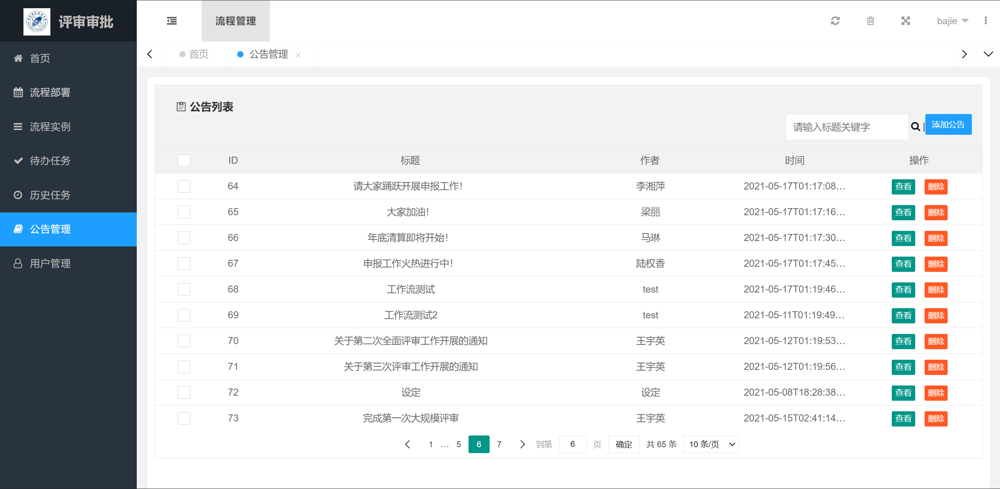 评审审批
流程管理
bajie
首页
公告管理
首页
流程部署
流程实例
待办任务
历史任务
公告管理
用户管理
公告列表
请输入标题关键字 | 添加公告
ID 标题 作者 时间 操作
64 请大家踊跃开展申报工作！ 李湘萍 2021-05-17T01:17:08... 查看 删除
65 大家加油！ 梁丽 2021-05-17T01:17:16... 查看 删除
66 年底清算即将开始！ 马琳 2021-05-17T01:17:30... 查看 删除
67 申报工作火热进行中！ 陆权香 2021-05-17T01:17:45... 查看 删除
68 工作流测试 test 2021-05-17T01:19:46... 查看 删除
69 工作流测试2 test 2021-05-11T01:19:49... 查看 删除
70 关于第二次全面评审工作开展的通知 王宇英 2021-05-12T01:19:53... 查看 删除
71 关于第三次评审工作开展的通知 王宇英 2021-05-12T01:19:56... 查看 删除
72 设定 设定 2021-05-08T18:28:38... 查看 删除
73 完成第一次大规模评审 王宇英 2021-05-15T02:41:14... 查看 删除
1 ... 5 6 7 到第 6 页 确定 共 65 条 10 条/页